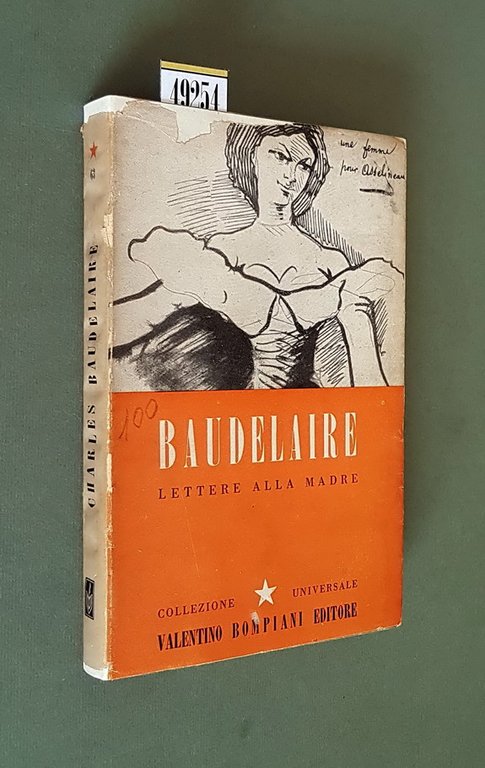 49254
une femme
pour Asselineau
100
BAUDELAIRE
LETTERE ALLA MADRE
COLLEZIONE UNIVERSALE
VALENTINO BOMPIANI EDITORE
CHARLES BAUDELAIRE